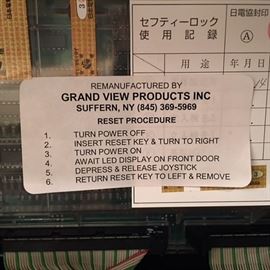 セフティーロック
使用記録
日電協封印
Ⓐ
用途
年月
REMANUFACTURED BY
GRAND VIEW PRODUCTS INC
SUFFERN, NY (845) 369-5969
RESET PROCEDURE
1. TURN POWER OFF
2. INSERT RESET KEY & TURN TO RIGHT
3. TURN POWER ON
4. AWAIT LED DISPLAY ON FRONT DOOR
5. DEPRESS & RELEASE JOYSTICK
6. RETURN RESET KEY TO LEFT & REMOVE